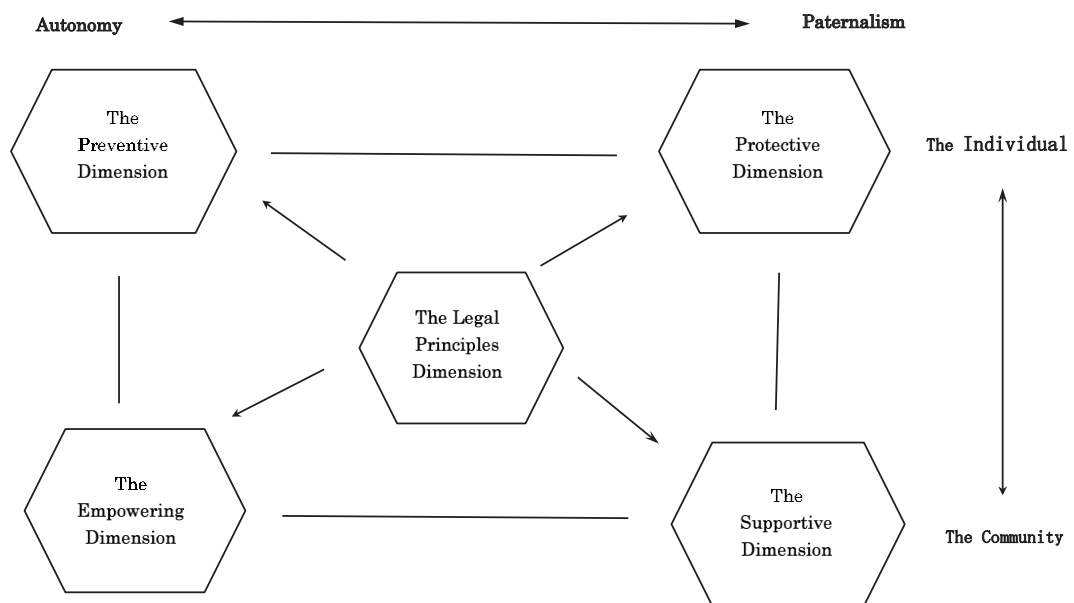 Autonomy
Paternalism
The
Preventive
Dimension
The
Protective
Dimension
The Individual
The Legal
Principles
Dimension
The
Empowering
Dimension
The
Supportive
Dimension
The Community